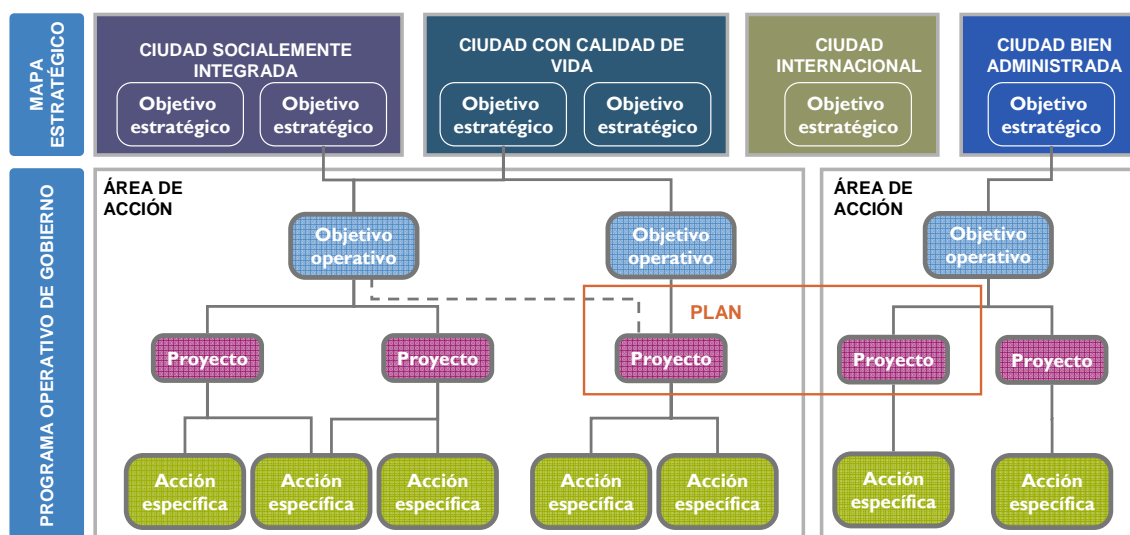 MAPA
ESTRATÉGICO
CIUDAD SOCIALEMENTE
INTEGRADA
Objetivo
estratégico
Objetivo
estratégico
CIUDAD CON CALIDAD DE
VIDA
Objetivo
estratégico
Objetivo
estratégico
CIUDAD
INTERNACIONAL
Objetivo
estratégico
CIUDAD BIEN
ADMINISTRADA
Objetivo
estratégico
PROGRAMA OPERATIVO DE GOBIERNO
ÁREA DE
ACCIÓN
Objetivo
operativo
Objetivo
operativo
PLAN
Proyecto
Proyecto
Proyecto
Acción
específica
Acción
específica
Acción
específica
Acción
específica
Acción
específica
ÁREA DE
ACCIÓN
Objetivo
operativo
Proyecto
Proyecto
Acción
específica
Acción
específica